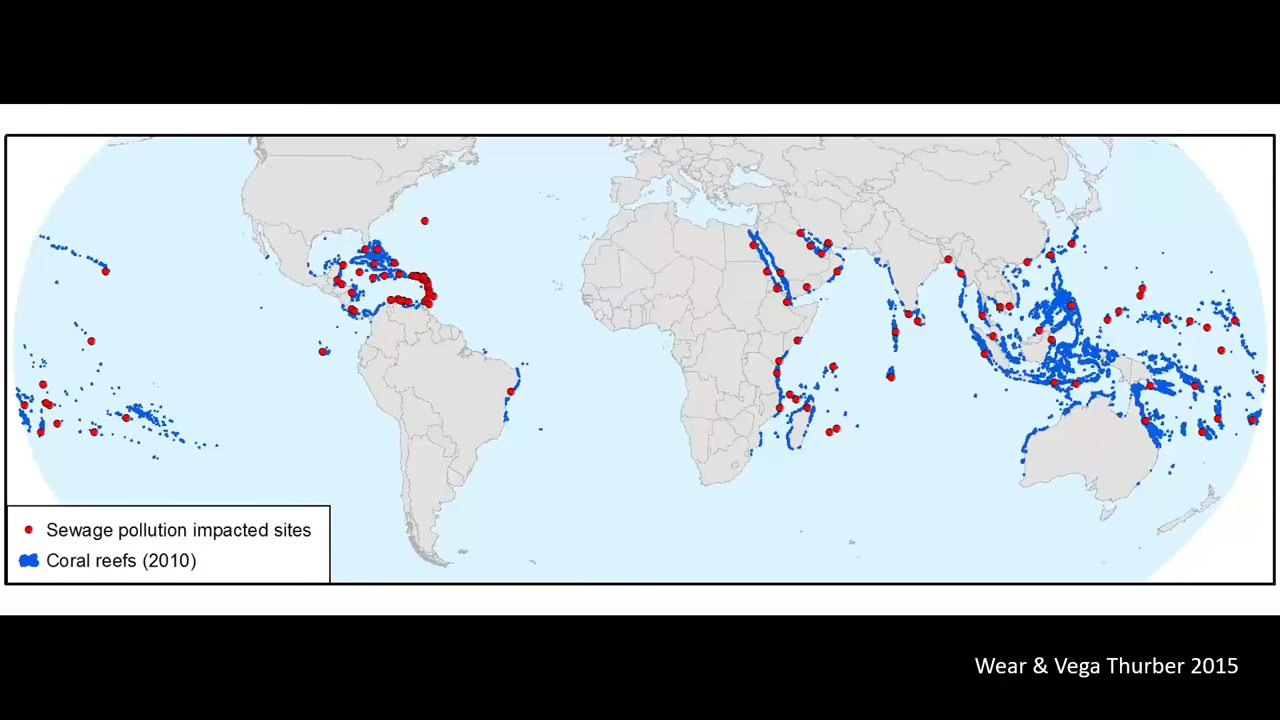 Sewage pollution impacted sites
Coral reefs (2010)
Wear & Vega Thurber 2015